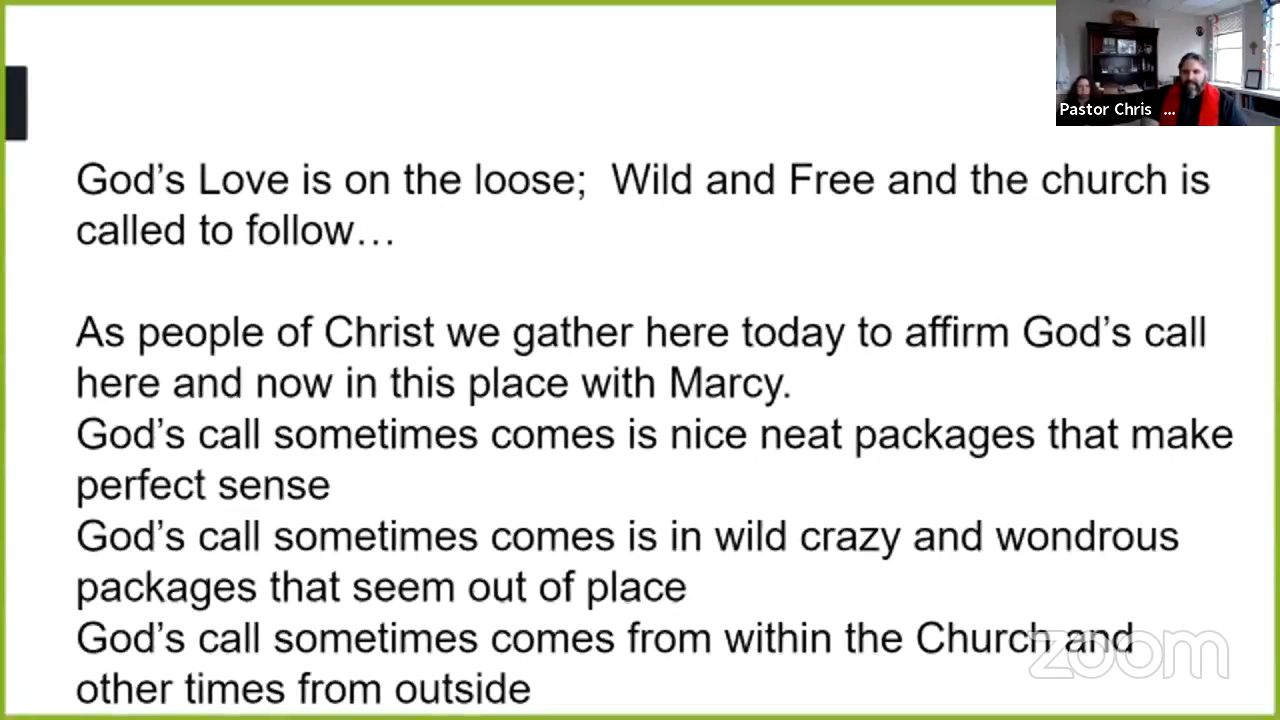 Pastor Chris ...
God's Love is on the loose;  Wild and Free and the church is
called to follow…
As people of Christ we gather here today to affirm God's call
here and now in this place with Marcy.
God's call sometimes comes is nice neat packages that make
perfect sense
God's call sometimes comes is in wild crazy and wondrous
packages that seem out of place
God's call sometimes comes from within the Church and
other times from outside
zoom